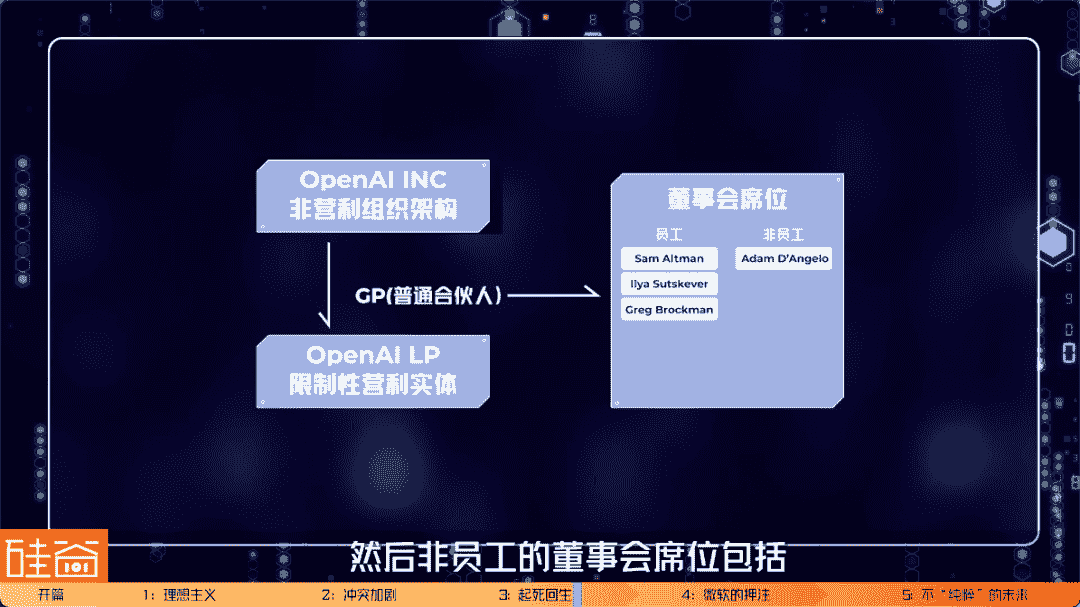 OpenAI INC
非营利组织架构
GP(普通合伙人)
OpenAI LP
限制性营利实体
董事会席位
员工
非员工
Sam Altman
Adam D'Angelo
Ilya Sutskever
Greg Brockman
然后非员工的董事会席位包括
硅谷
101
开篇
1: 理想主义
2: 冲突加剧
3: 起死回生
4: 微软的押注
5: 不“纯粹”的未来